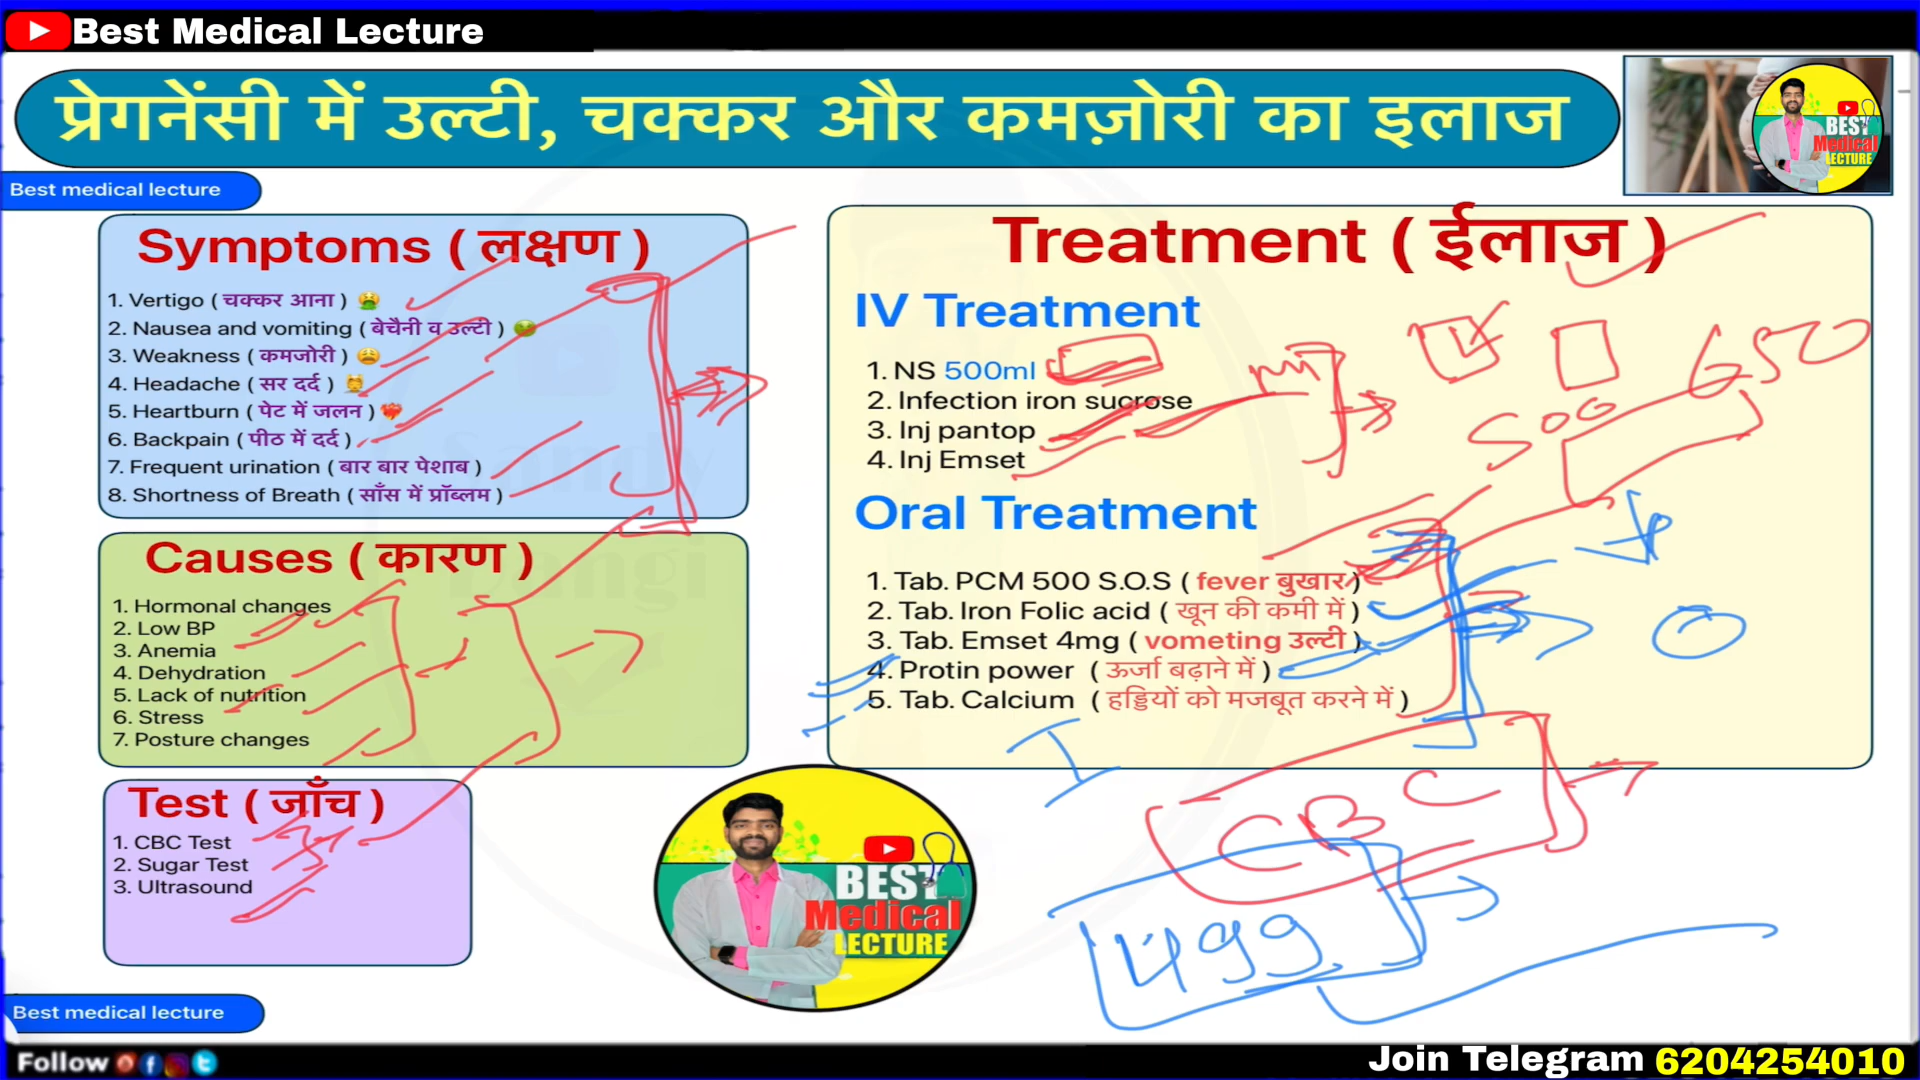 Best Medical Lecture
प्रेगनेंसी में उल्टी, चक्कर और कमज़ोरी का इलाज
BEST
Medical
LECTURE
Best medical lecture
Symptoms ( लक्षण )
1. Vertigo ( चक्कर आना )
2. Nausea and vomiting ( बेचैनी व उल्टी )
3. Weakness ( कमजोरी )
4. Headache ( सर दर्द )
5. Heartburn ( पेट में जलन )
6. Backpain ( पीठ में दर्द )
7. Frequent urination ( बार बार पेशाब )
8. Shortness of Breath ( साँस में प्रॉब्लम )
Causes ( कारण )
1. Hormonal changes
2. Low BP
3. Anemia
4. Dehydration
5. Lack of nutrition
6. Stress
7. Posture changes
Test ( जाँच )
1. CBC Test
2. Sugar Test
3. Ultrasound
Treatment ( ईलाज )
IV Treatment
1. NS 500ml
2. Infection iron sucrose
3. Inj pantop
4. Inj Emset
650
500
Oral Treatment
1. Tab. PCM 500 S.O.S ( fever बुखार )
2. Tab. Iron Folic acid ( खून की कमी में )
3. Tab. Emset 4mg ( vometing उल्टी )
4. Protin power ( ऊर्जा बढ़ाने में )
5. Tab. Calcium ( हड्डियों को मजबूत करने में )
CBC
499
BEST
Medical
LECTURE
Best medical lecture
Follow
Join Telegram 6204254010